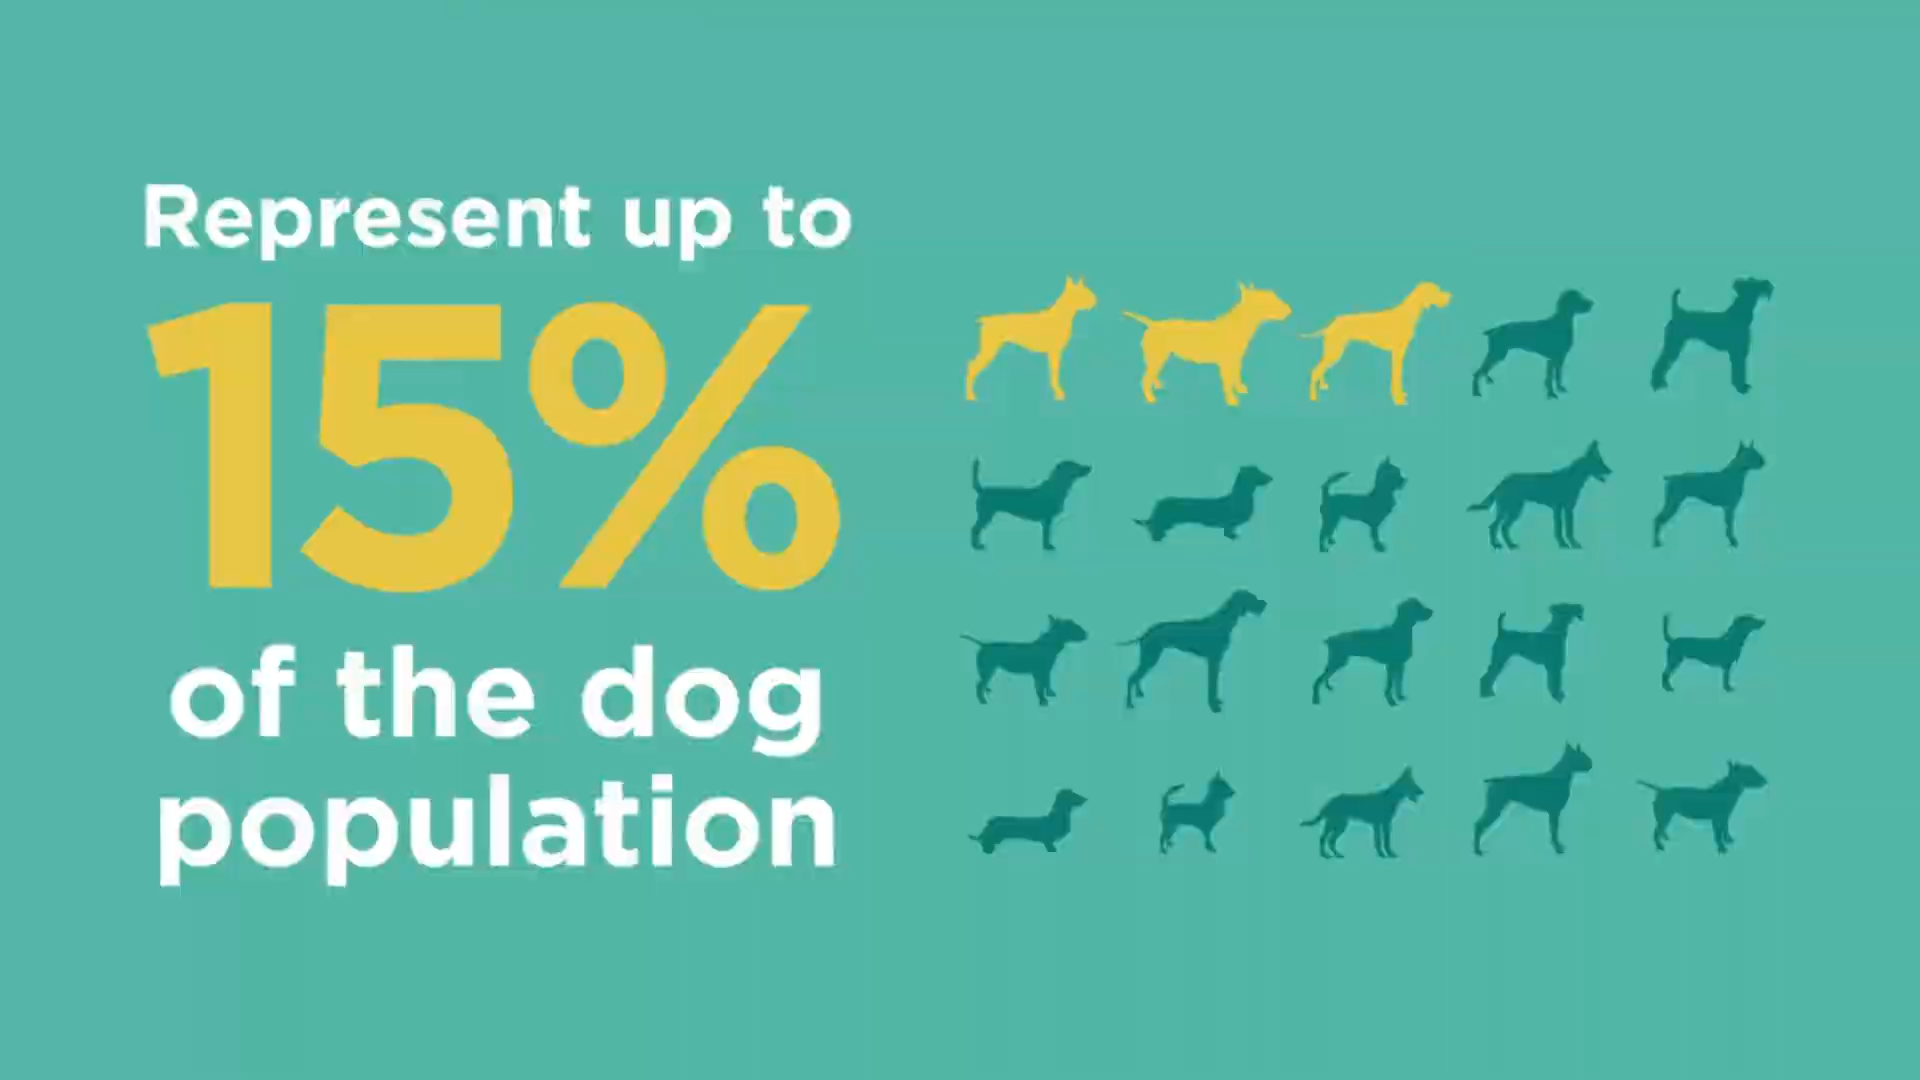 Represent up to
15%
of the dog
population